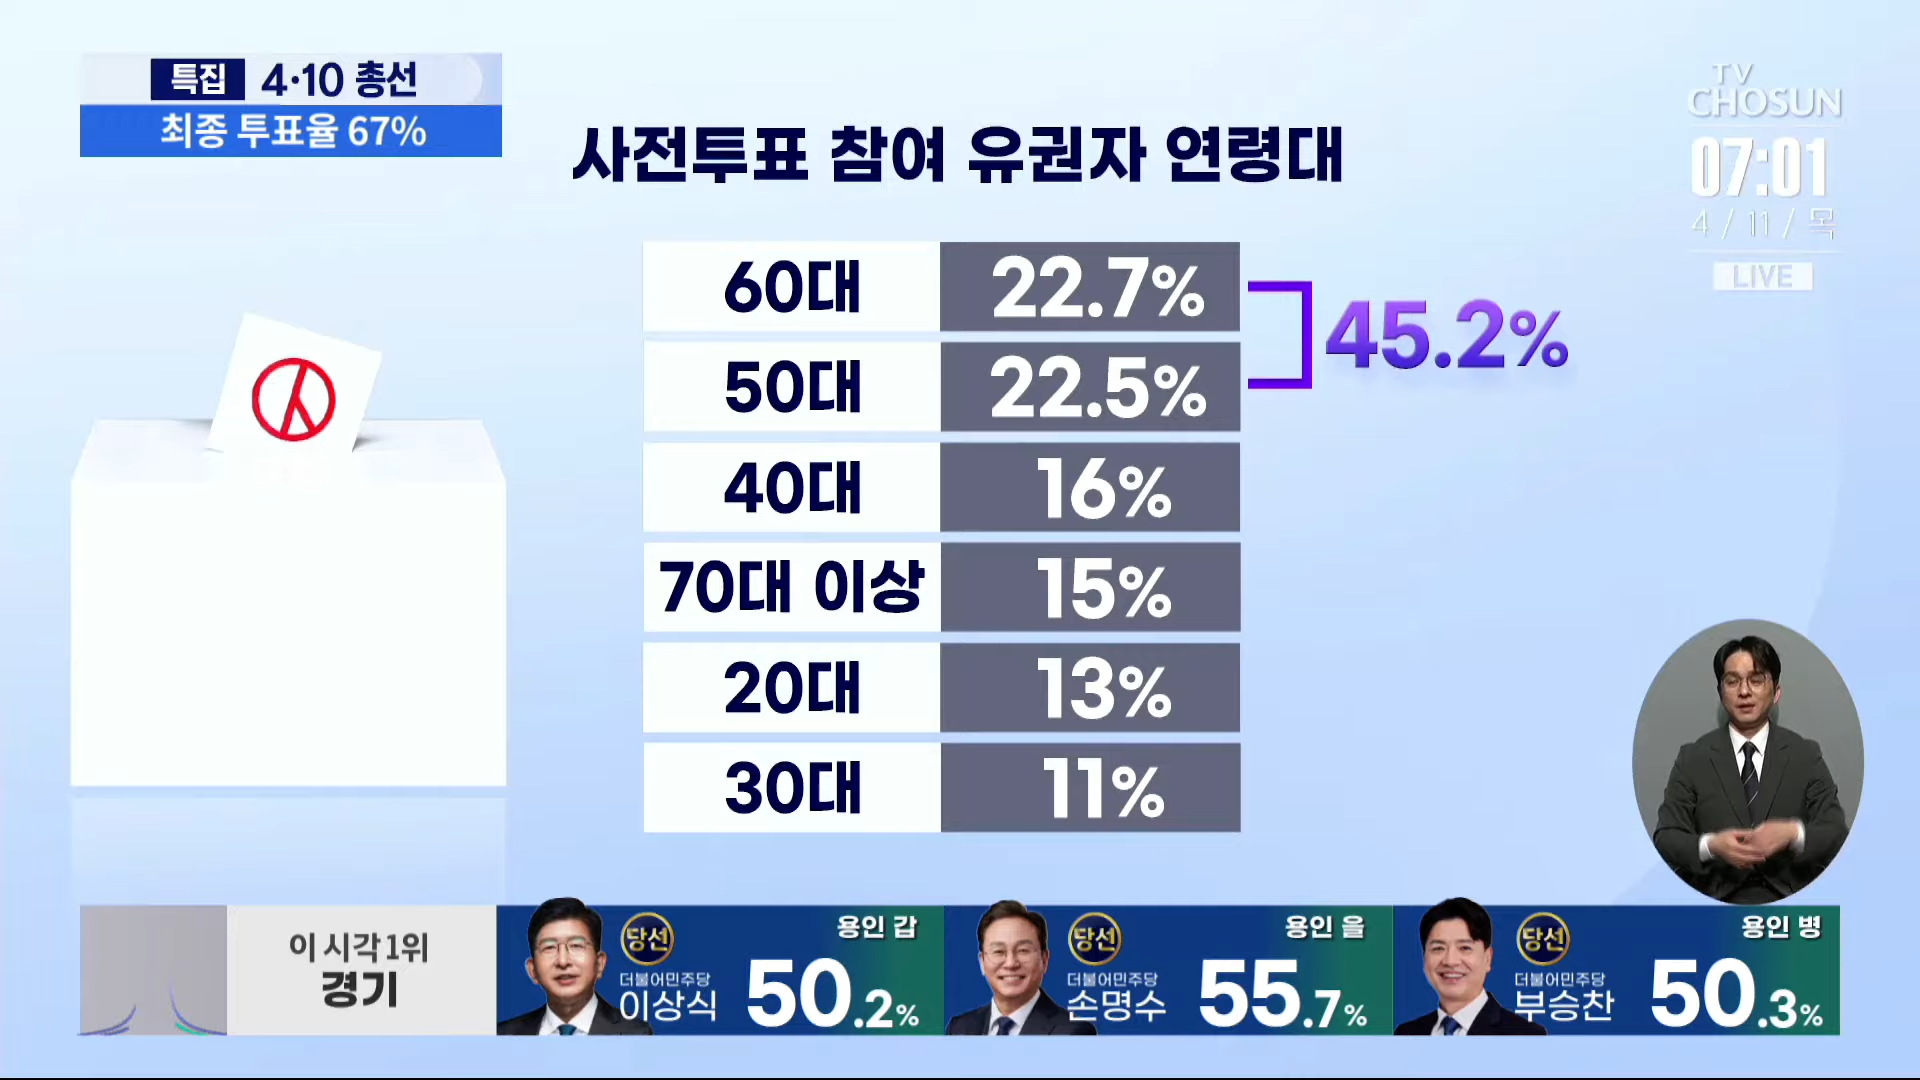 특집 4·10 총선
최종 투표율 67%
사전투표 참여 유권자 연령대
TV
CHOSUN
07:01
4 / 11 / 목
LIVE
60대 22.7%
50대 22.5%
45.2%
40대 16%
70대 이상 15%
20대 13%
30대 11%
이 시각 1위
경기
당선 용인 갑
더불어민주당
이상식 50.2%
당선 용인 을
더불어민주당
손명수 55.7%
당선 용인 병
더불어민주당
부승찬 50.3%